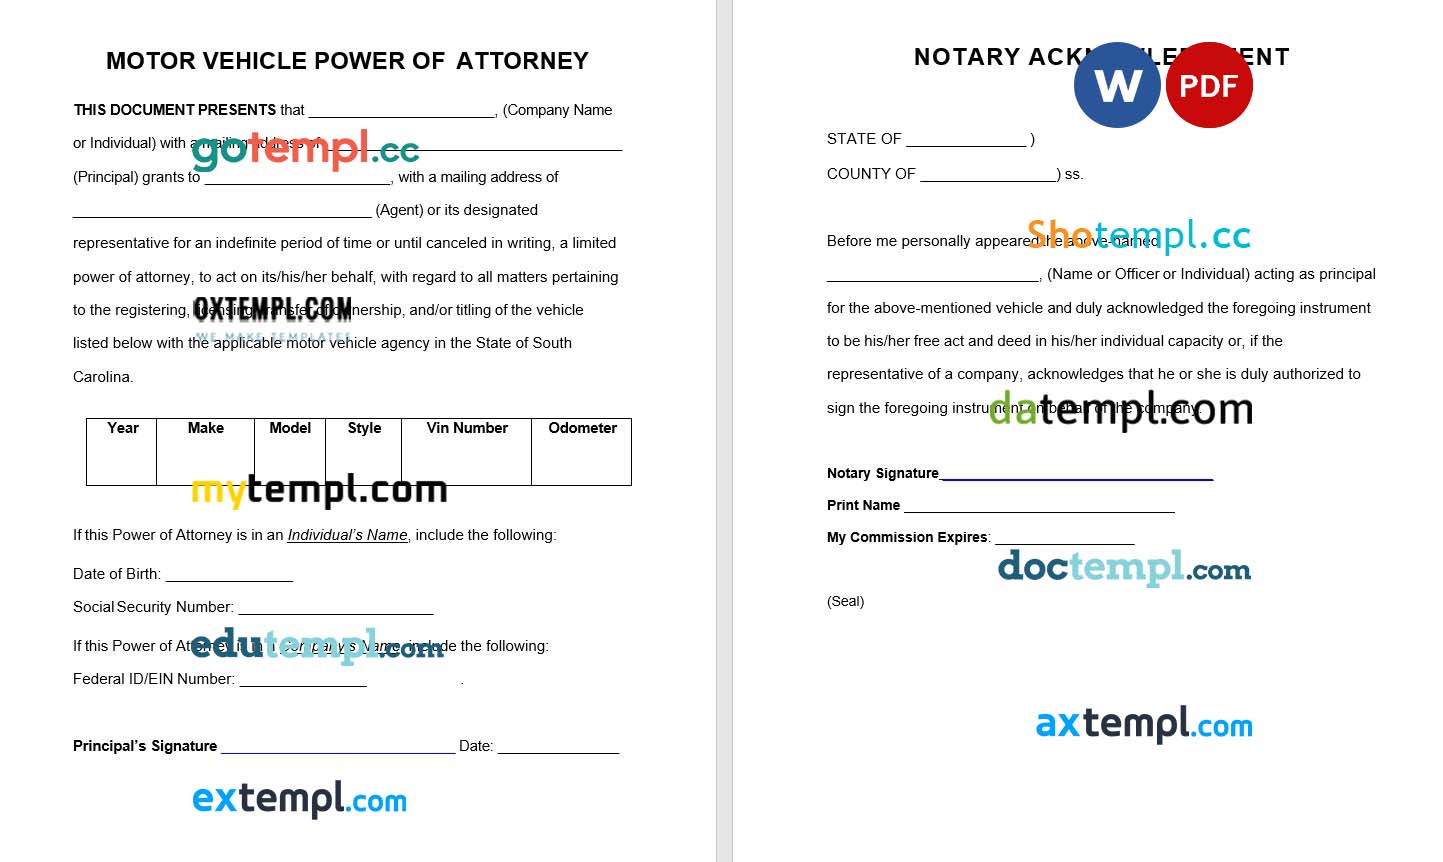 MOTOR VEHICLE POWER OF ATTORNEY
THIS DOCUMENT PRESENTS that ______________________, (Company Name
or Individual) with a mailing address of ___________________________________
gotempl.cc
(Principal) grants to ______________________, with a mailing address of
____________________________________ (Agent) or its designated
representative for an indefinite period of time or until canceled in writing, a limited
power of attorney, to act on its/his/her behalf, with regard to all matters pertaining
to the registering, licensing, transfer of ownership, and/or titling of the vehicle
OXTEMPL.COM
WE MAKE TEMPLATES
listed below with the applicable motor vehicle agency in the State of South
Carolina.
Year Make Model Style Vin Number Odometer
mytempl.com
If this Power of Attorney is in an Individual's Name, include the following:
Date of Birth: _______________
Social Security Number: _______________________
If this Power of Attorney is in a Company's Name, include the following:
edutempl.com
Federal ID/EIN Number: _______________ .
Principal's Signature ____________________________ Date: ______________
extempl.com
NOTARY ACKNOWLEDGMENT
W PDF
STATE OF ______________ )
COUNTY OF ________________) ss.
Before me personally appeared the above-named
Shotempl.cc
_________________________, (Name or Officer or Individual) acting as principal
for the above-mentioned vehicle and duly acknowledged the foregoing instrument
to be his/her free act and deed in his/her individual capacity or, if the
representative of a company, acknowledges that he or she is duly authorized to
sign the foregoing instrument on behalf of the company.
datempl.com
Notary Signature________________________________
Print Name ________________________________
My Commission Expires: ________________
doctempl.com
(Seal)
axtempl.com